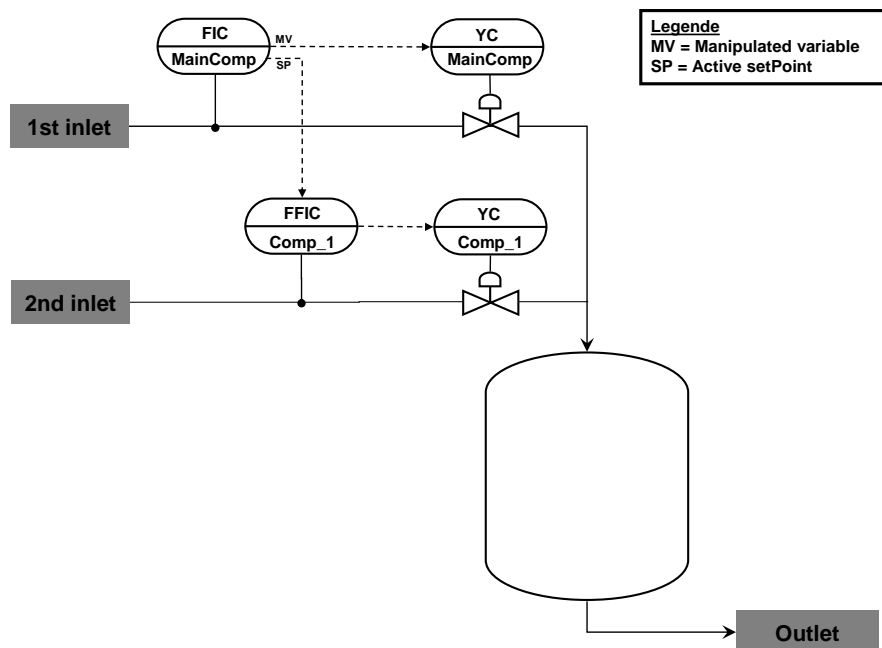 FIC
MainComp
MV
SP
YC
MainComp
Legende
MV = Manipulated variable
SP = Active setPoint
1st inlet
FFIC
Comp_1
YC
Comp_1
2nd inlet
Outlet